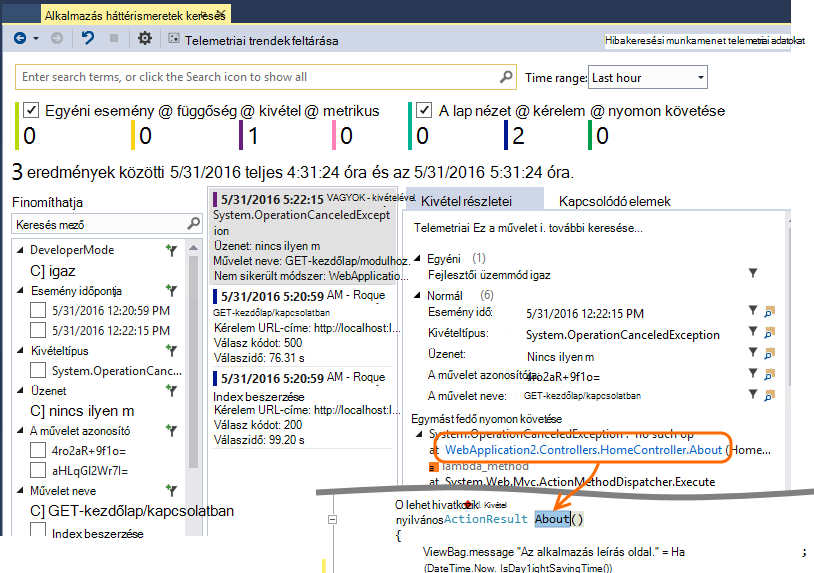 Alkalmazás háttérismeretek keresés
Telemetriai trendek feltárása
Hibakeresési munkamenet telemetriai adatokat
Enter search terms, or click the Search icon to show all
Time range: Last hour
Egyéni esemény @ függőség @ kivétel @ metrikus
A lap nézet @ kérelem @ nyomon követése
0 0 1 0 0 2 0
3 eredmények közötti 5/31/2016 teljes 4:31:24 óra és az 5/31/2016 5:31:24 óra.
Finomíthatja
Keresés mező
DeveloperMode
C] igaz
Esemény időpontja
5/31/2016 12:20:59 PM
5/31/2016 12:22:15 PM
Kivételtípus
System.OperationCanc...
Üzenet
C] nincs ilyen m
A művelet azonosító
4ro2aR+9f1o=
aHLqGl2Wr7I=
Művelet neve
C] GET-kezdőlap/kapcsolatban
Index beszerzése
5/31/2016 5:22:15 VAGYOK - kivételével
System.OperationCanceledExcept
ion
Üzenet: nincs ilyen m
Művelet neve: GET-kezdőlap/modulhoz.
Nem sikerült módszer: WebApplicatio...
5/31/2016 5:20:59 AM - Roque
GET-kezdőlap/kapcsolatban
Kérelem URL-címe: http://localhost:l...
Válasz kódot: 500
Válaszidő: 76.31 s
5/31/2016 5:20:59 AM - Roque
Index beszerzése
Kérelem URL-címe: http://localhost:l...
Válasz kódot: 200
Válaszidő: 99.20 s
Kivétel részletei
Kapcsolódó elemek
Telemetriai Ez a művelet i. további keresése...
Egyéni (1)
Fejlesztői üzemmód igaz
Normál (6)
Esemény idő: 5/31/2016 12:22:15 PM
Kivételtípus: System.OperationCanceledException
Üzenet: Nincs ilyen m
A művelet azonosítója: 4ro2aR+9f1o=
A művelet neve: GET-kezdőlap/kapcsolatban
Egymást fedő nyomon követése
System.OperationCanceledException : no such op
at WebApplication2.Controllers.HomeController.About (Home...
a lambda_method
at System.Web.Mvc.ActionMethodDispatcher.Execute
O lehet hivatkozik 1. Kivétel
nyilvános ActionResult About()
{
ViewBag.message "Az alkalmazás leírás oldal." = Ha ;
(DateTime.Now. IsDay1ightSavingTime())